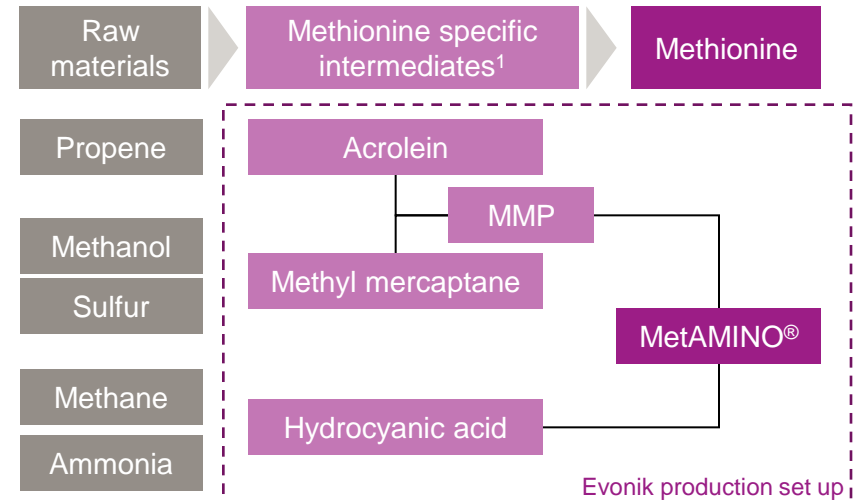 Raw
materials
Methionine specific
intermediates¹
Methionine
Propene
Acrolein
MMP
Methanol
Methyl mercaptane
Sulfur
MetAMINO®
Methane
Hydrocyanic acid
Ammonia
Evonik production set up